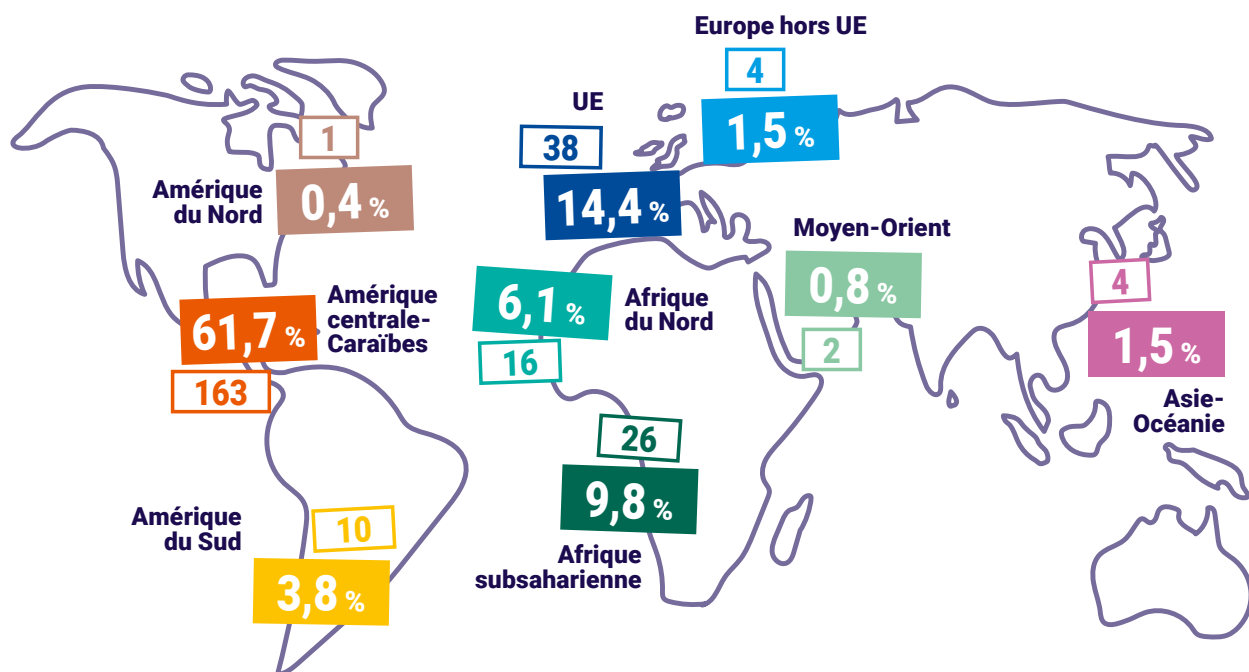 Europe hors UE
4
1,5 %
UE
38
14,4 %
1
Amérique
du Nord
0,4 %
Moyen-Orient
0,8 %
2
4
1,5 %
Asie-
Océanie
61,7 %
Amérique
centrale-
Caraïbes
163
6,1 %
Afrique
du Nord
16
26
9,8 %
Afrique
subsaharienne
Amérique
du Sud
10
3,8 %